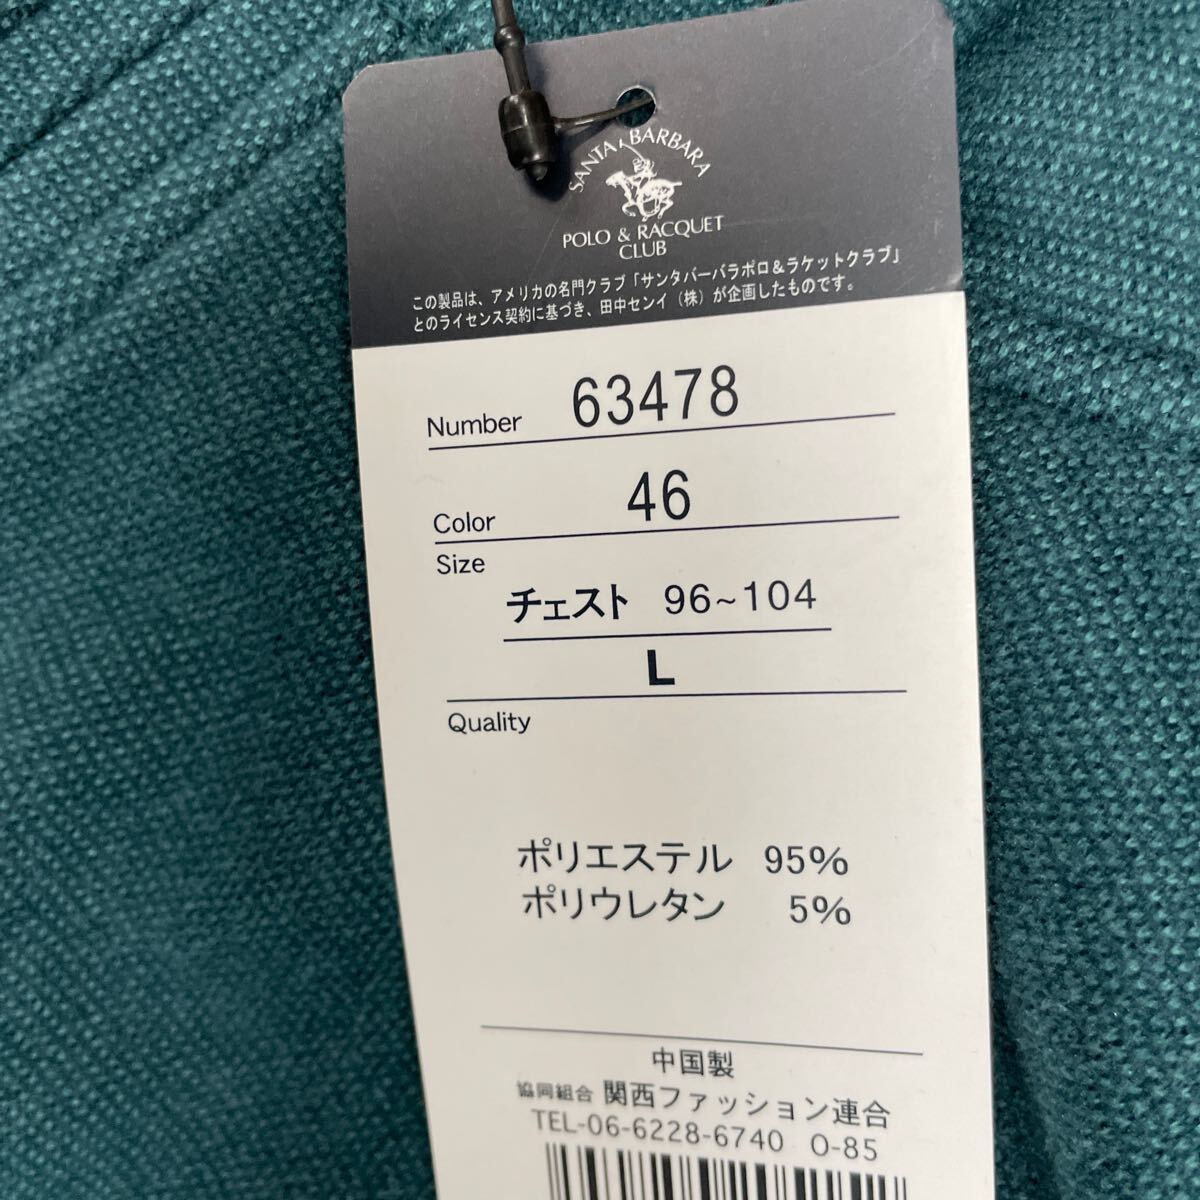 SANTA BARBARA
POLO & RACQUET
CLUB
この製品は、アメリカの名門クラブ「サンタバーバラポロ&ラケットクラブ」
とのライセンス契約に基づき、田中センイ（株）が企画したものです。
Number 63478
Color 46
Size
チェスト 96~104
L
Quality
ポリエステル 95%
ポリウレタン 5%
中国製
協同組合 関西ファッション連合
TEL-06-6228-6740 O-85